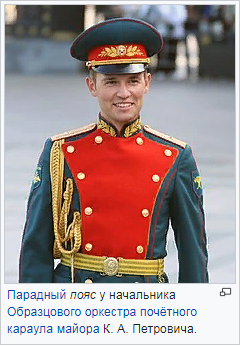 Парадный пояс у начальника
Образцового оркестра почётного
караула майора К. А. Петровича.